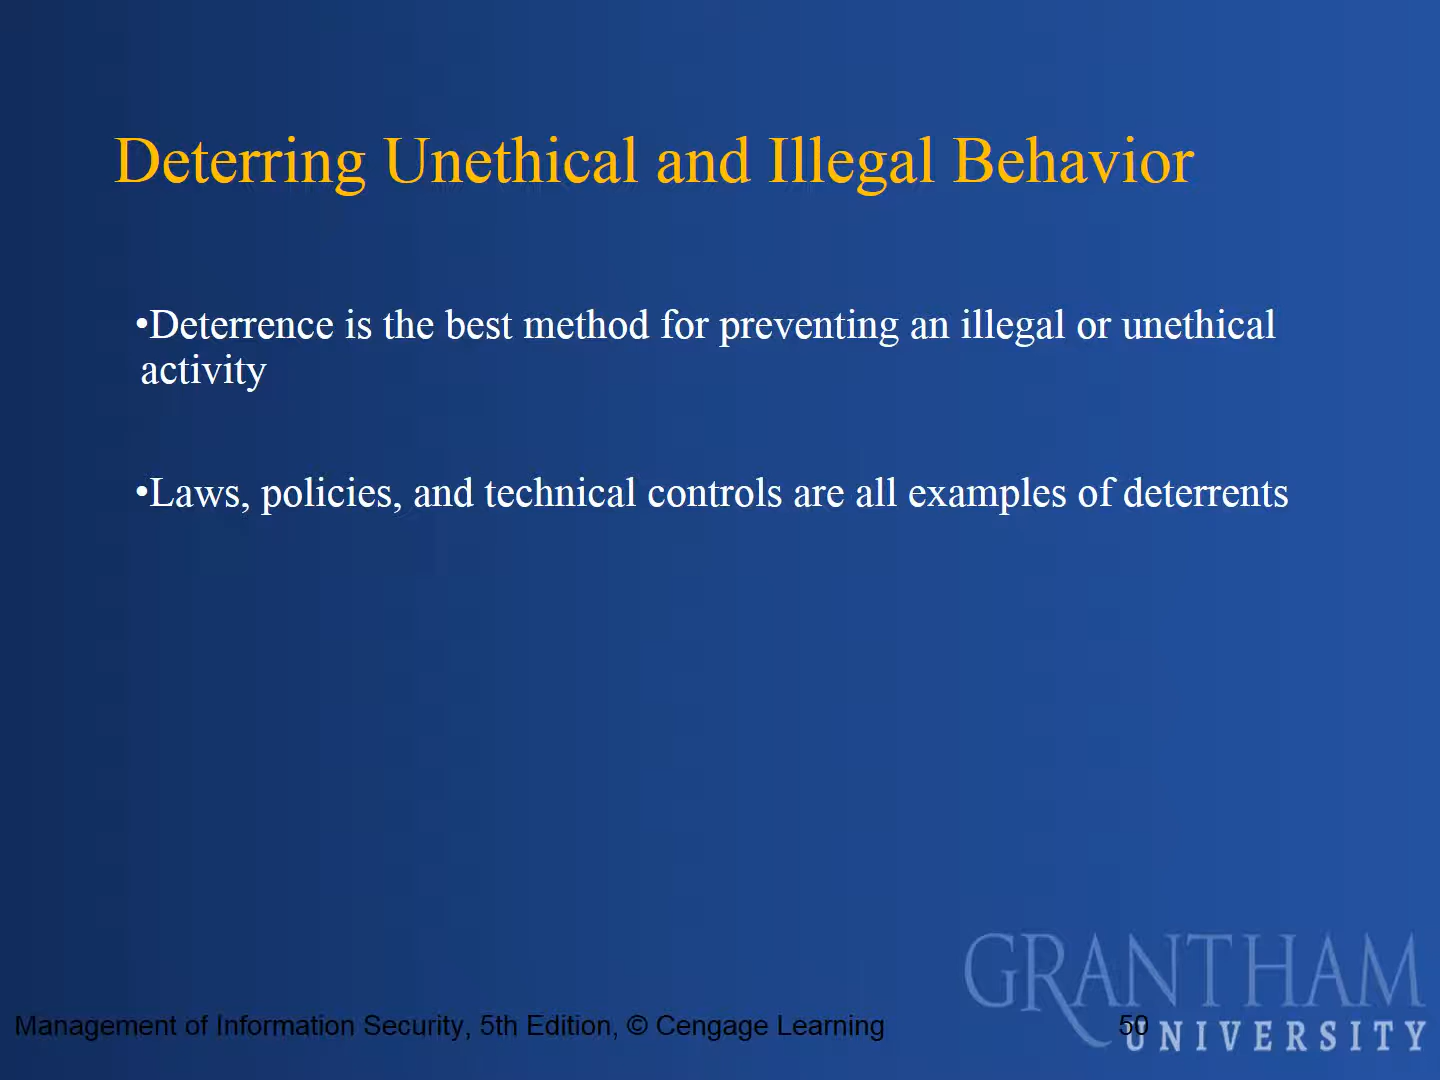 Deterring Unethical and Illegal Behavior
•Deterrence is the best method for preventing an illegal or unethical
activity
•Laws, policies, and technical controls are all examples of deterrents
GRANTHAM
UNIVERSITY
Management of Information Security, 5th Edition, © Cengage Learning
50